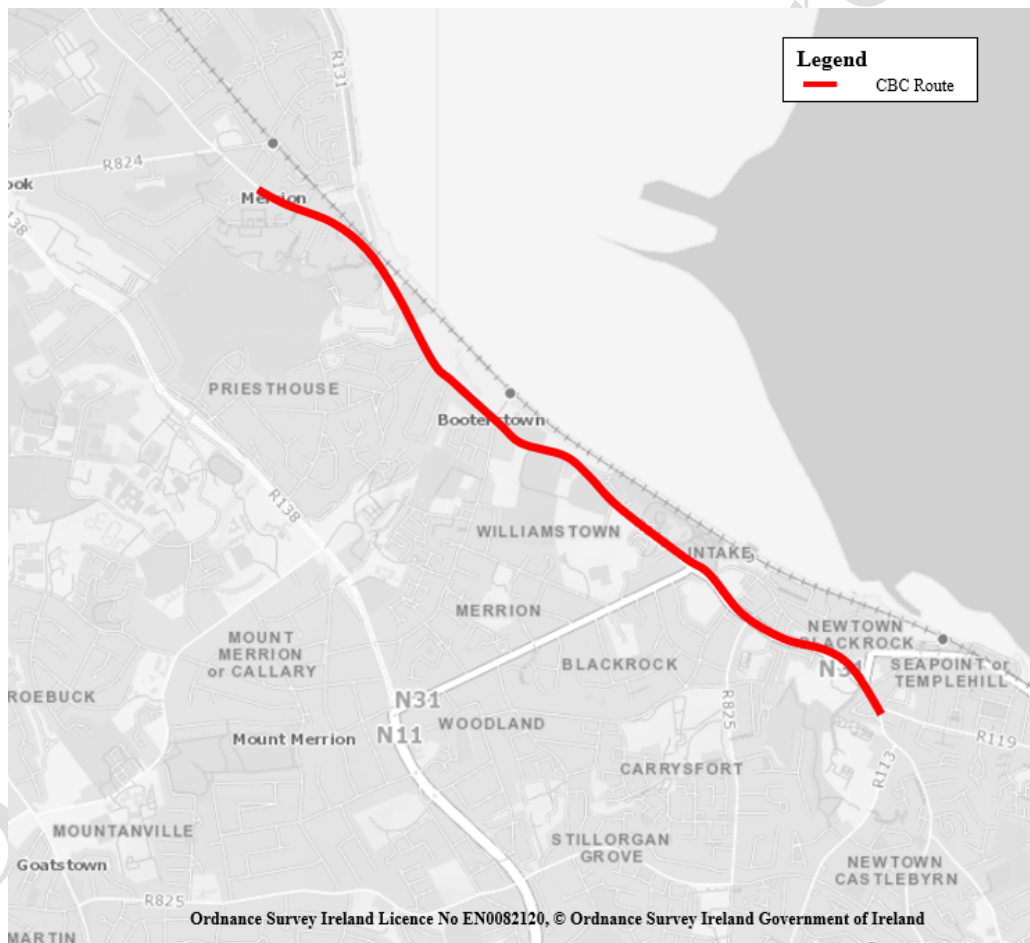 Legend
CBC Route
R131
R824
ook
Merrion
138
PRIESTHOUSE
Booterstown
R138
WILLIAMSTOWN
INTAKE
MERRION
NEWTOWN
BLACKROCK
MOUNT
MERRION
or CALLARY
BLACKROCK
N31
SEAPOINT or
TEMPLEHILL
ROEBUCK
N31
WOODLAND
R825
N11
Mount Merrion
R119
CARRYSFORT
R113
MOUNTANVILLE
STILLORGAN
GROVE
Goatstown
NEWTOWN
CASTLEBYRN
R825
Ordnance Survey Ireland Licence No EN0082120, © Ordnance Survey Ireland Government of Ireland
MARTIN